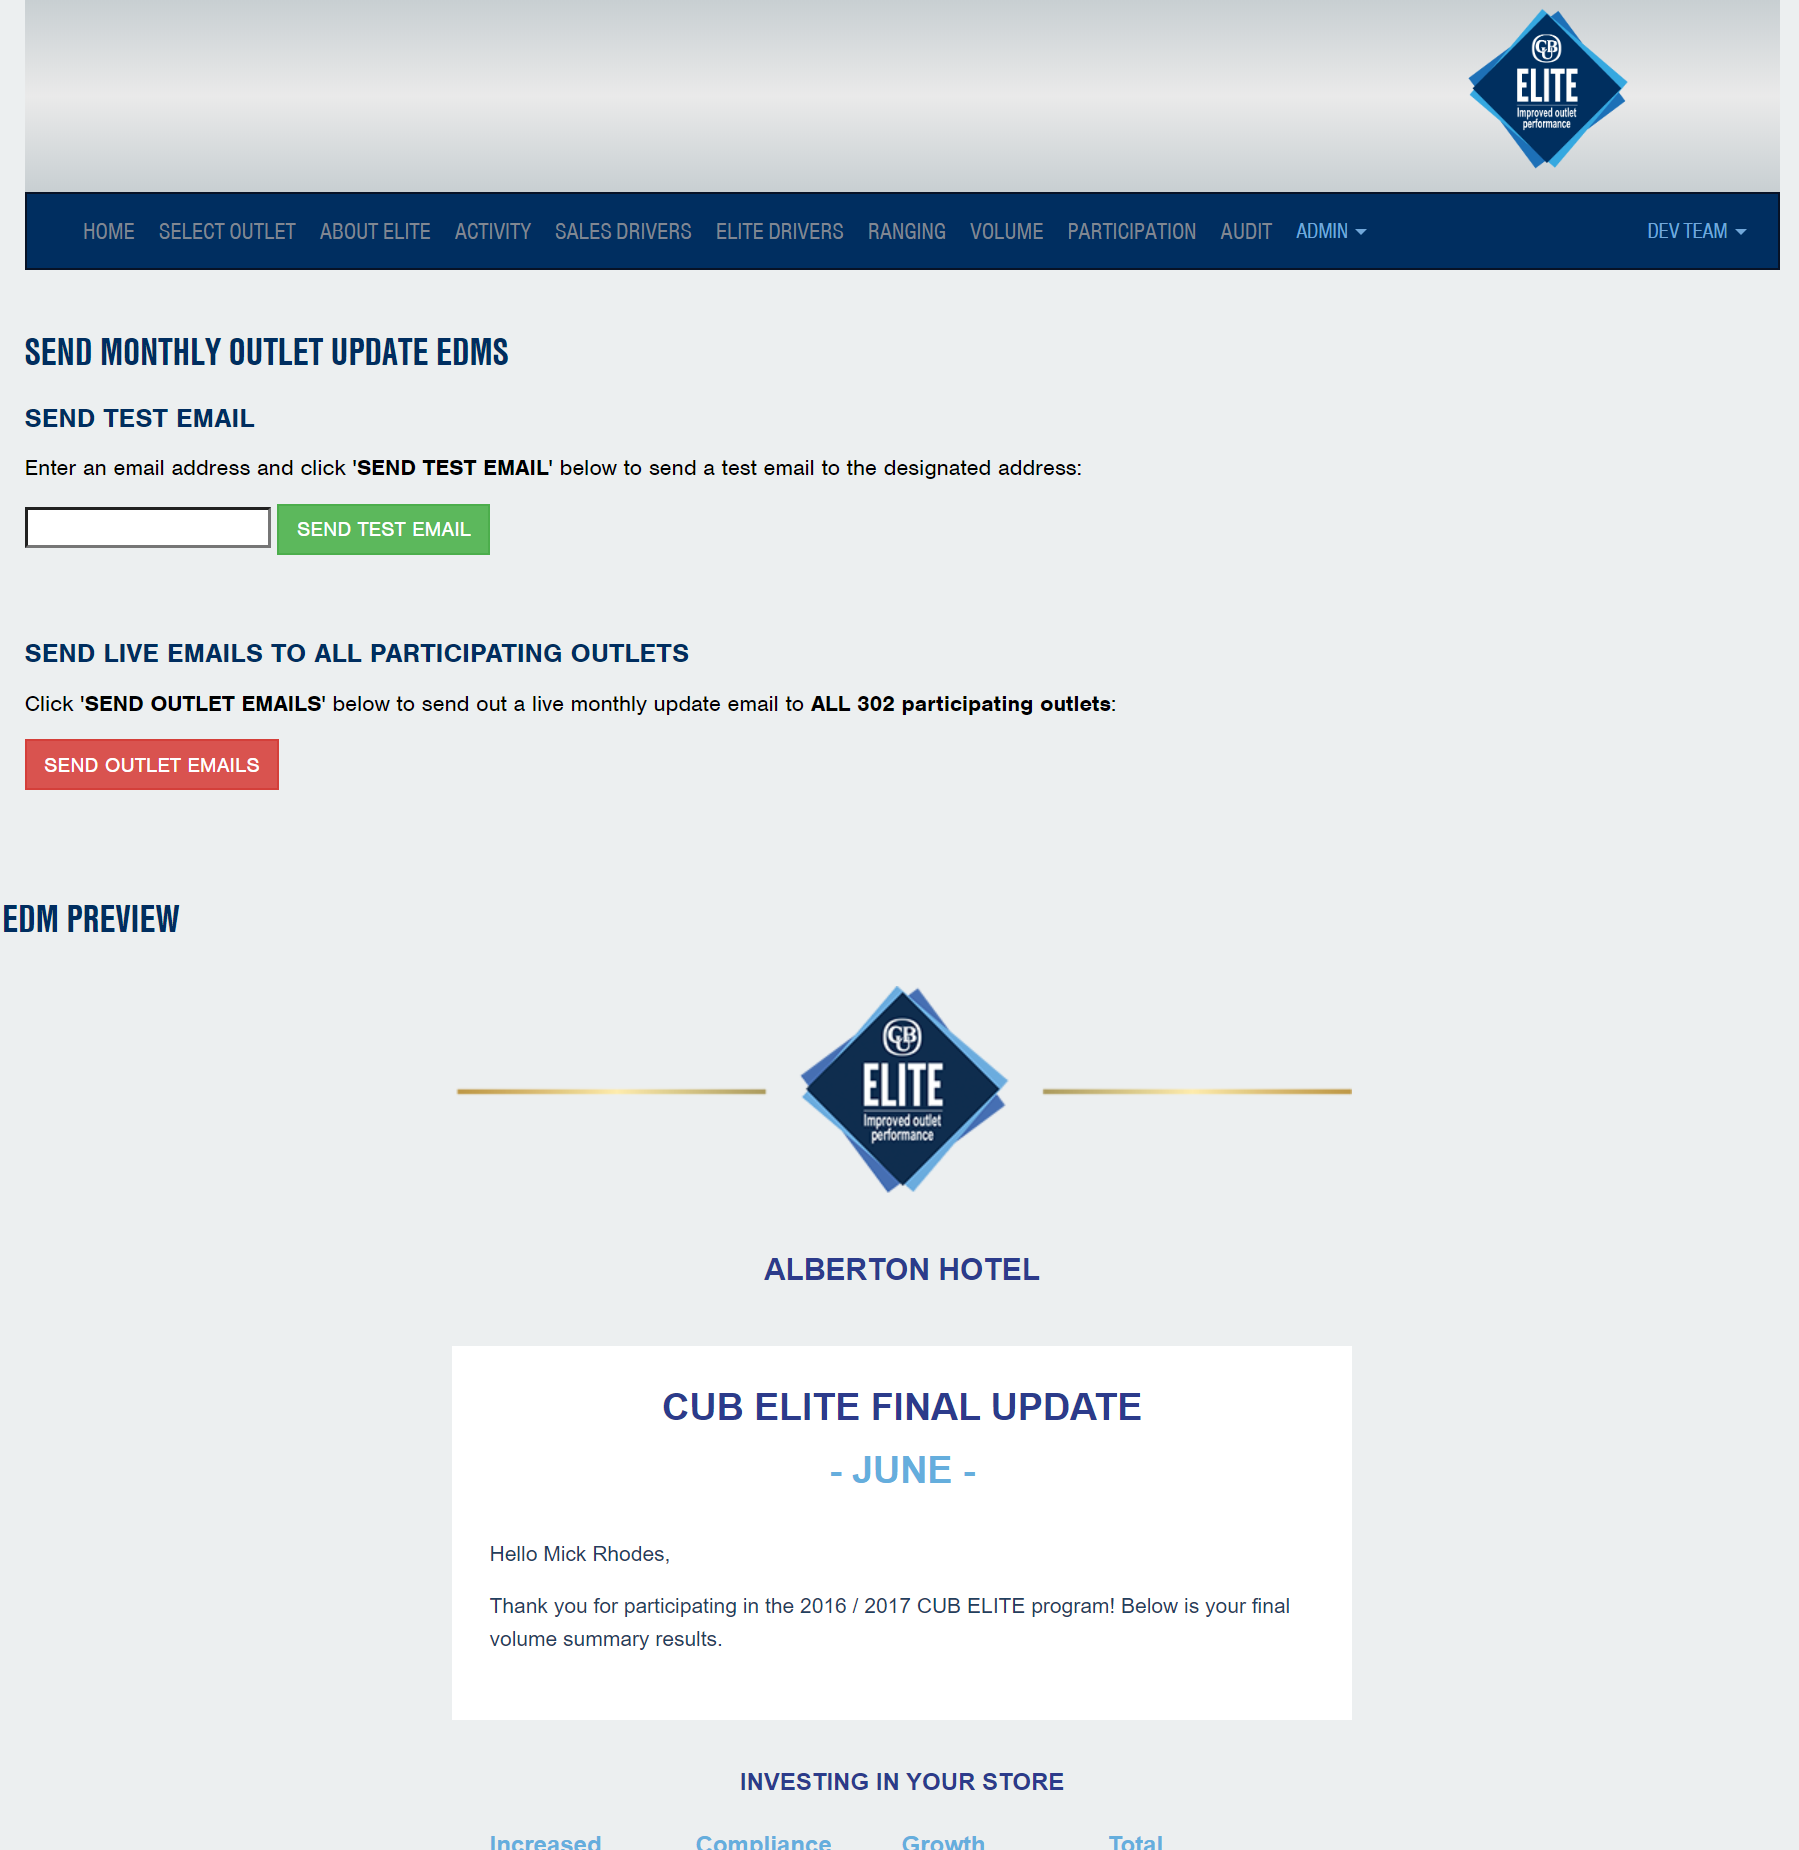 CUB
ELITE
Improved outlet
performance
HOME SELECT OUTLET ABOUT ELITE ACTIVITY SALES DRIVERS ELITE DRIVERS RANGING VOLUME PARTICIPATION AUDIT ADMIN DEV TEAM
SEND MONTHLY OUTLET UPDATE EDMS
SEND TEST EMAIL
Enter an email address and click 'SEND TEST EMAIL' below to send a test email to the designated address:
SEND TEST EMAIL
SEND LIVE EMAILS TO ALL PARTICIPATING OUTLETS
Click 'SEND OUTLET EMAILS' below to send out a live monthly update email to ALL 302 participating outlets:
SEND OUTLET EMAILS
EDM PREVIEW
CUB
ELITE
Improved outlet
performance
ALBERTON HOTEL
CUB ELITE FINAL UPDATE
- JUNE -
Hello Mick Rhodes,
Thank you for participating in the 2016 / 2017 CUB ELITE program! Below is your final
volume summary results.
INVESTING IN YOUR STORE
Increased Compliance Growth Total